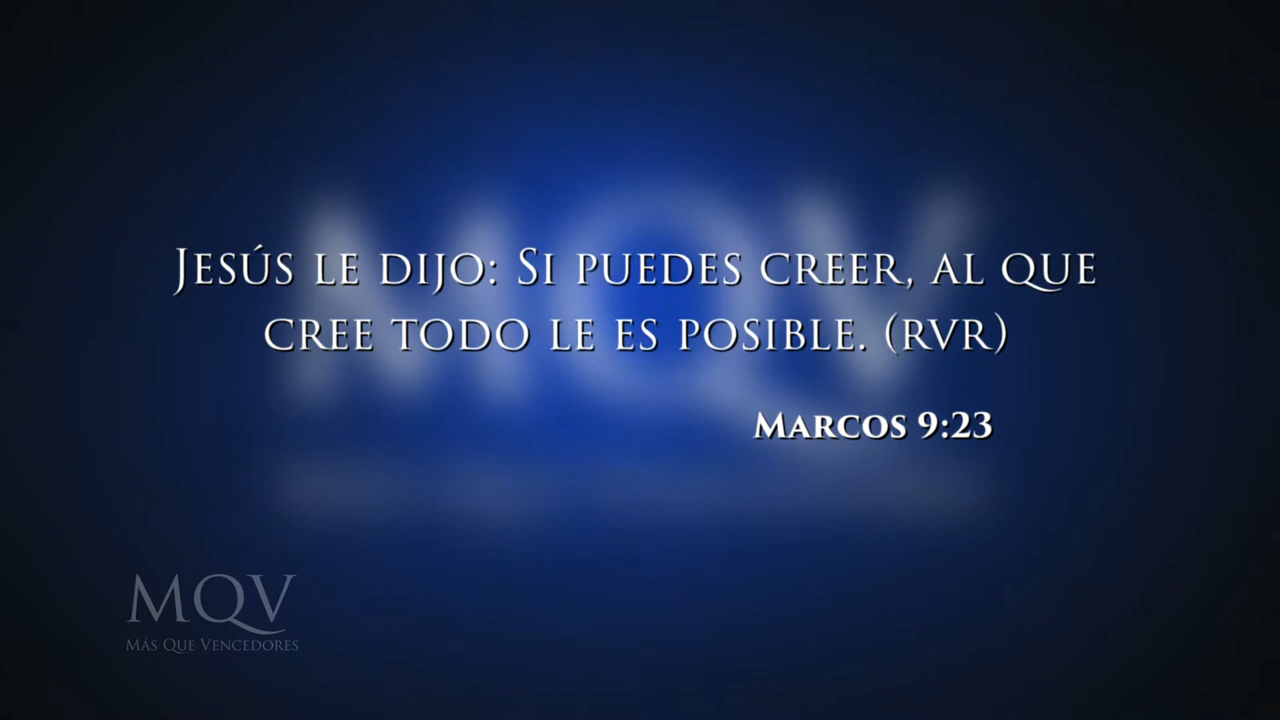 Jesús le dijo: Si puedes creer, al que
cree todo le es posible. (rvr)
Marcos 9:23
MQV
Más Que Vencedores